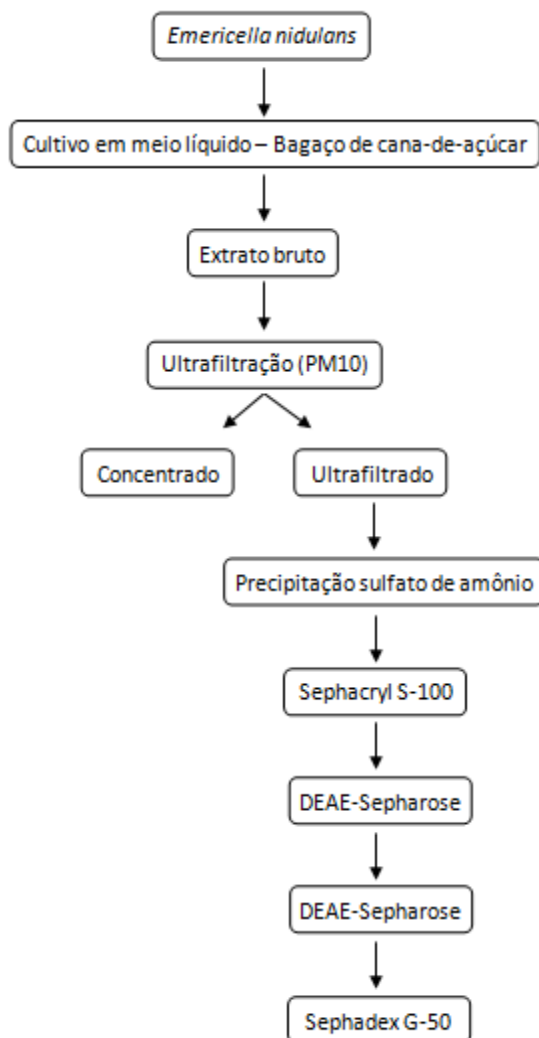 Emericella nidulans
Cultivo em meio líquido – Bagaço de cana-de-açúcar
Extrato bruto
Ultrafiltração (PM10)
Concentrado
Ultrafiltrado
Precipitação sulfato de amônio
Sephacryl S-100
DEAE-Sepharose
DEAE-Sepharose
Sephadex G-50